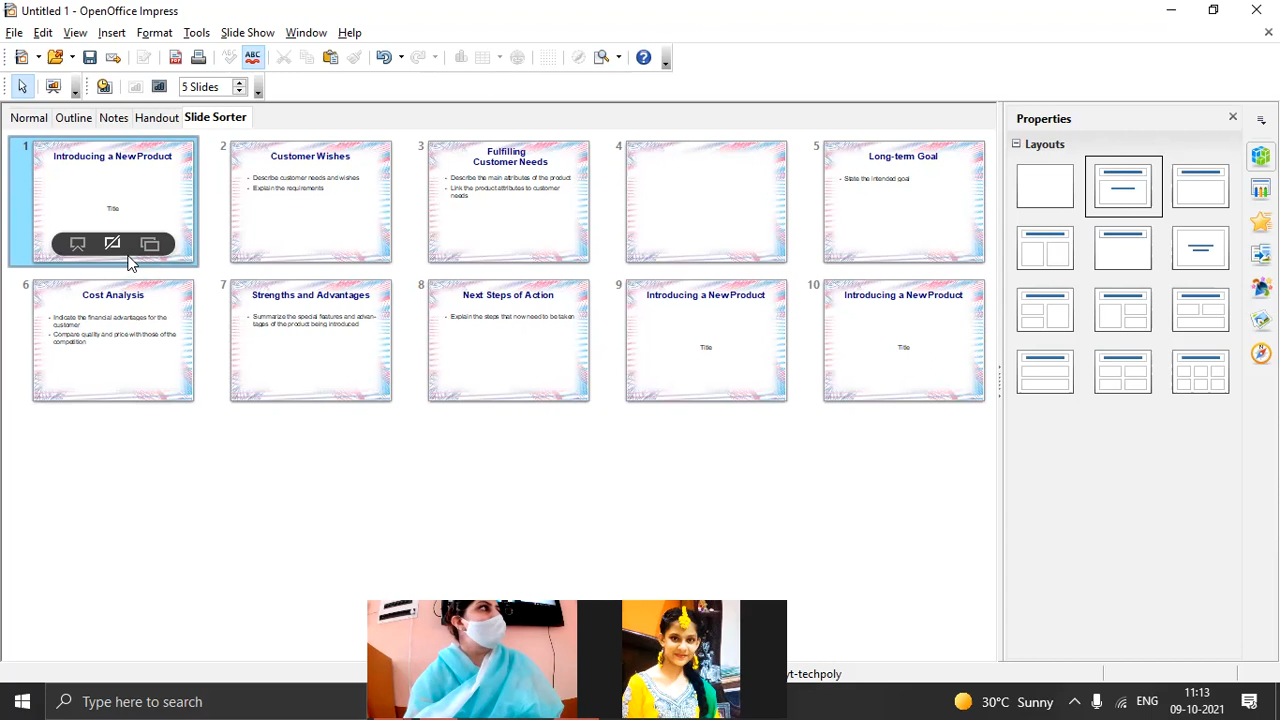 Untitled 1 - OpenOffice Impress
File Edit View Insert Format Tools Slide Show Window Help
ABC ABC
5 Slides
Normal Outline Notes Handout Slide Sorter
Properties
Layouts
1
Introducing a New Product
Title
2
Customer Wishes
Describe customer needs and wishes
Explain the requirements
3
Fulfilling
Customer Needs
Describe the main attributes of the product
Link the product attributes to customer
needs
4
5
Long-term Goal
State the intended goal
6
Cost Analysis
Indicate the financial advantages for the
customer
Compare quality and price with those of the
competition
7
Strengths and Advantages
Summarize the special features and advan-
tages of the product being introduced
8
Next Steps of Action
Explain the steps that now need to be taken
9
Introducing a New Product
Title
10
Introducing a New Product
Title
vt-techpoly
Type here to search
30°C Sunny
ENG
11:13
09-10-2021